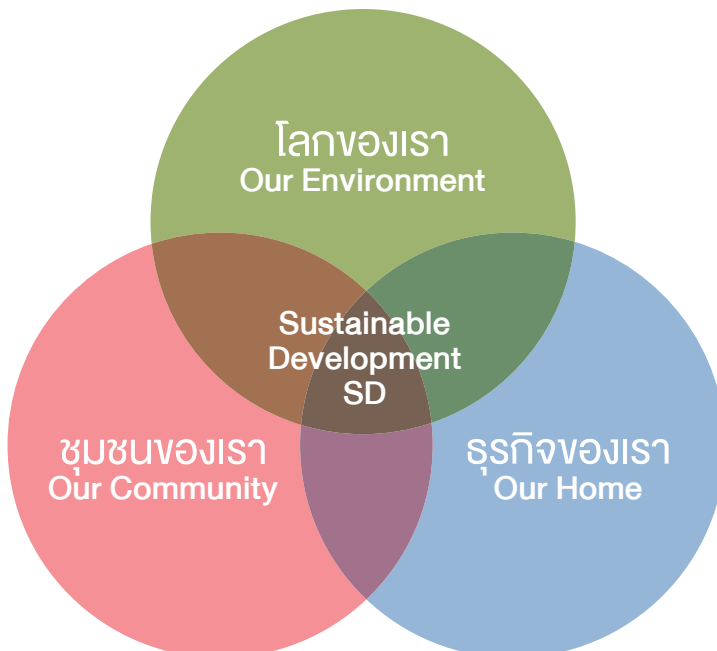 โลกของเรา
Our Environment
Sustainable
Development
SD
ชุมชนของเรา
Our Community
ธุรกิจของเรา
Our Home